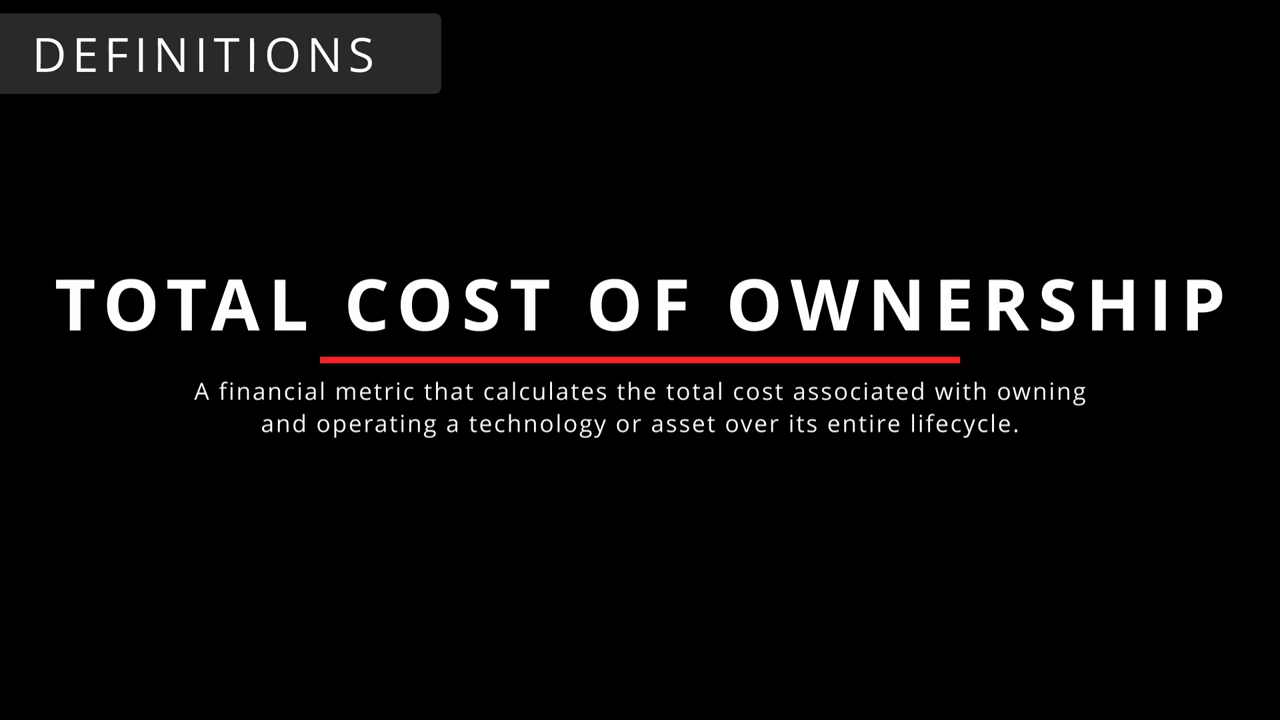 DEFINITIONS
TOTAL COST OF OWNERSHIP
A financial metric that calculates the total cost associated with owning
and operating a technology or asset over its entire lifecycle.